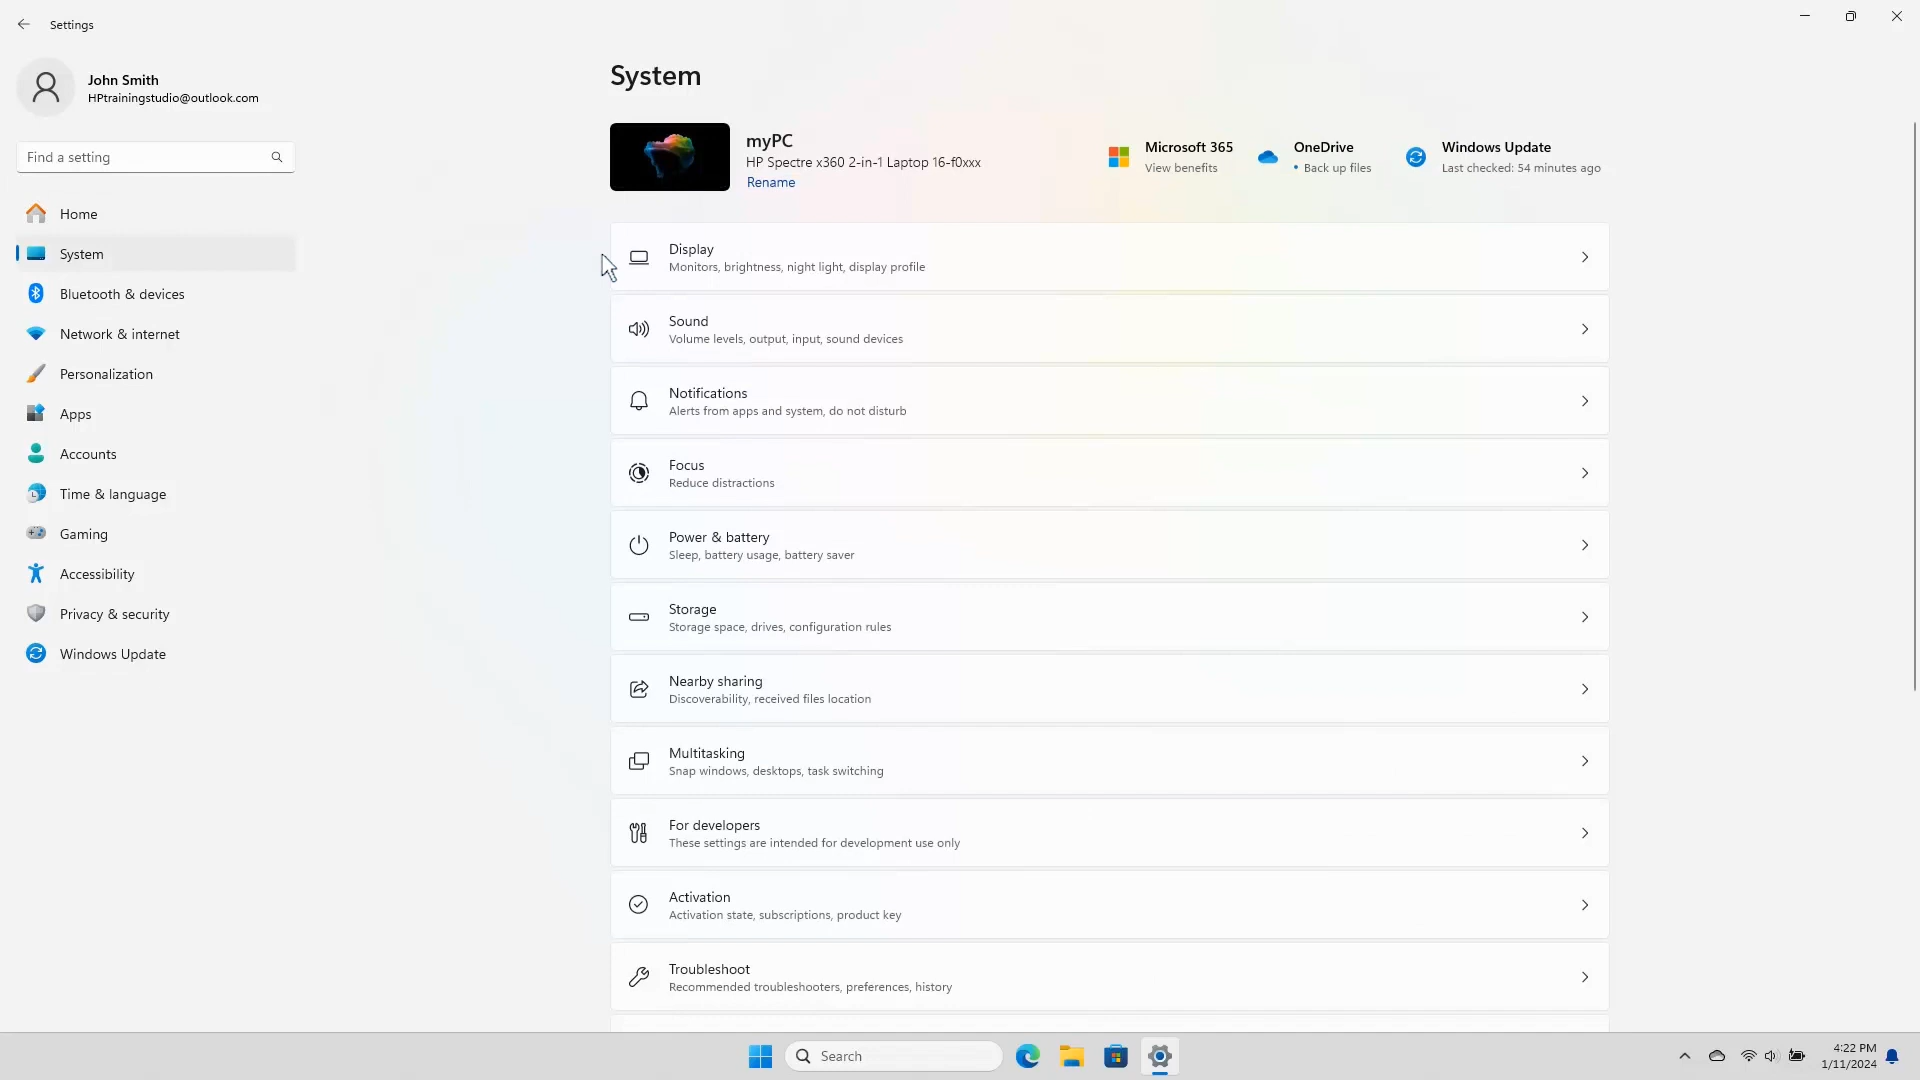 Settings
John Smith
HPtrainingstudio@outlook.com
Find a setting
Home
System
Bluetooth & devices
Network & internet
Personalization
Apps
Accounts
Time & language
Gaming
Accessibility
Privacy & security
Windows Update
System
myPC
HP Spectre x360 2-in-1 Laptop 16-f0xxx
Rename
Microsoft 365
View benefits
OneDrive
• Back up files
Windows Update
Last checked: 54 minutes ago
Display
Monitors, brightness, night light, display profile
Sound
Volume levels, output, input, sound devices
Notifications
Alerts from apps and system, do not disturb
Focus
Reduce distractions
Power & battery
Sleep, battery usage, battery saver
Storage
Storage space, drives, configuration rules
Nearby sharing
Discoverability, received files location
Multitasking
Snap windows, desktops, task switching
For developers
These settings are intended for development use only
Activation
Activation state, subscriptions, product key
Troubleshoot
Recommended troubleshooters, preferences, history
Search
4:22 PM
1/11/2024